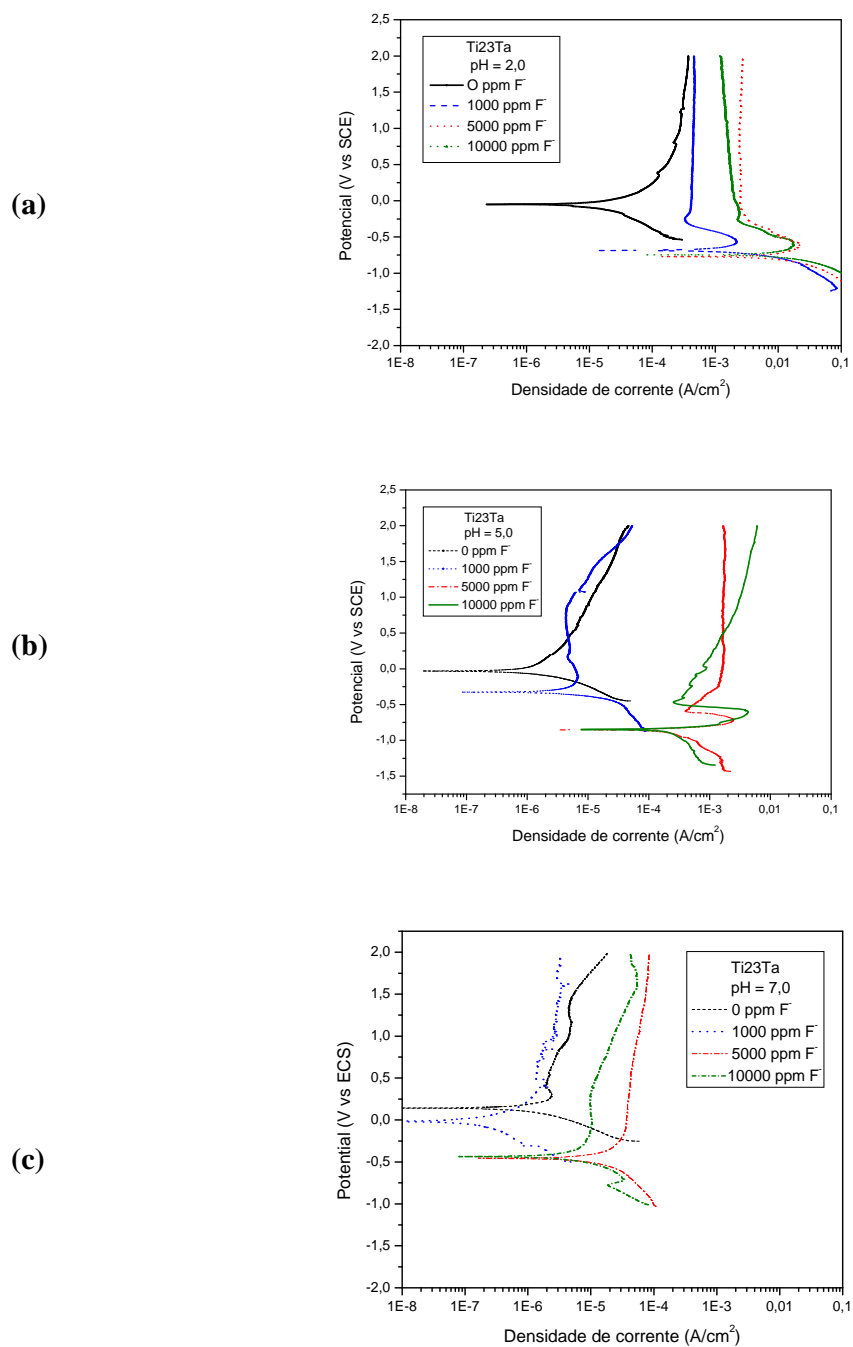 (a)
Ti23Ta
pH = 2,0
O ppm F-
1000 ppm F-
5000 ppm F-
10000 ppm F-
Potencial (V vs SCE)
2,5
2,0
1,5
1,0
0,5
0,0
-0,5
-1,0
-1,5
-2,0
1E-8 1E-7 1E-6 1E-5 1E-4 1E-3 0,01 0,1
Densidade de corrente (A/cm2)
(b)
Ti23Ta
pH = 5,0
0 ppm F-
1000 ppm F-
5000 ppm F-
10000 ppm F-
Potencial (V vs SCE)
2,5
2,0
1,5
1,0
0,5
0,0
-0,5
-1,0
-1,5
1E-8 1E-7 1E-6 1E-5 1E-4 1E-3 0,01 0,1
Densidade de corrente (A/cm2)
(c)
Ti23Ta
pH = 7,0
0 ppm F-
1000 ppm F-
5000 ppm F-
10000 ppm F-
Potential (V vs ECS)
2,0
1,5
1,0
0,5
0,0
-0,5
-1,0
-1,5
-2,0
1E-8 1E-7 1E-6 1E-5 1E-4 1E-3 0,01 0,1
Densidade de corrente (A/cm2)